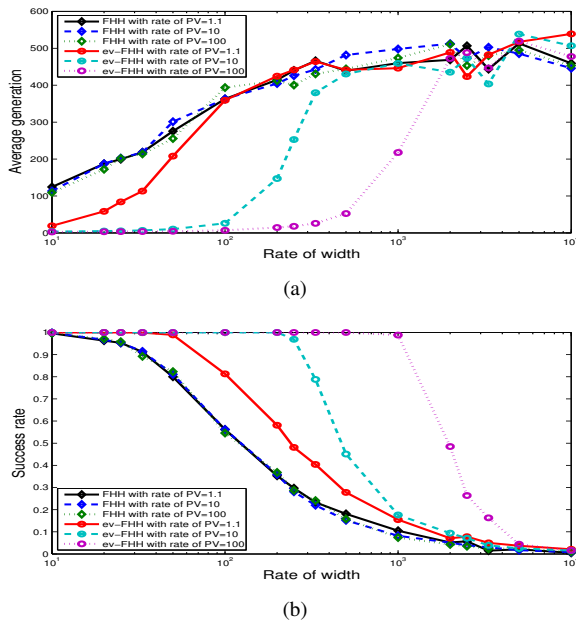 600
500
400
300
200
100
0
Average generation
FHH with rate of PV=1.1
FHH with rate of PV=10
FHH with rate of PV=100
ev-FHH with rate of PV=1.1
ev-FHH with rate of PV=10
ev-FHH with rate of PV=100
10^1
10^2
10^3
Rate of width
(a)
1
0.9
0.8
0.7
0.6
0.5
0.4
0.3
0.2
0.1
0
Success rate
FHH with rate of PV=1.1
FHH with rate of PV=10
FHH with rate of PV=100
ev-FHH with rate of PV=1.1
ev-FHH with rate of PV=10
ev-FHH with rate of PV=100
10^1
10^2
10^3
Rate of width
(b)